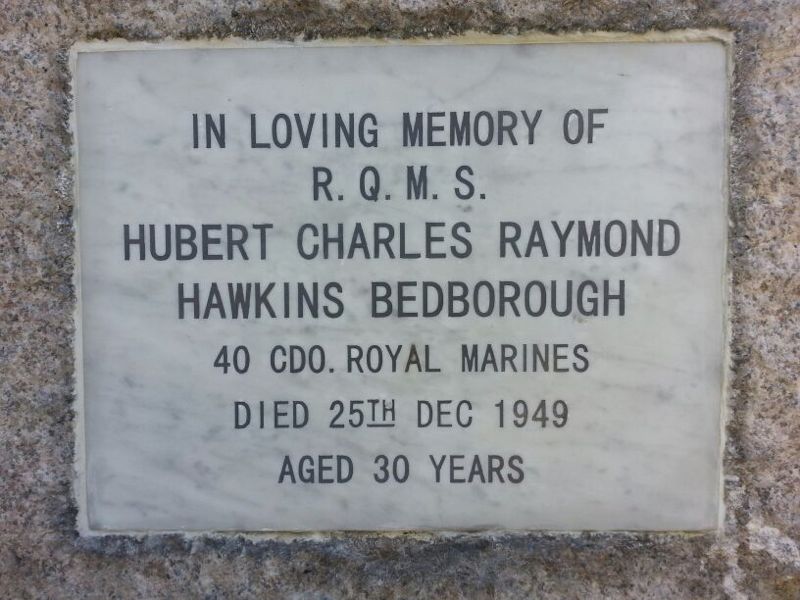 IN LOVING MEMORY OF
R. Q. M. S.
HUBERT CHARLES RAYMOND
HAWKINS BEDBOROUGH
40 CDO. ROYAL MARINES
DIED 25TH DEC 1949
AGED 30 YEARS